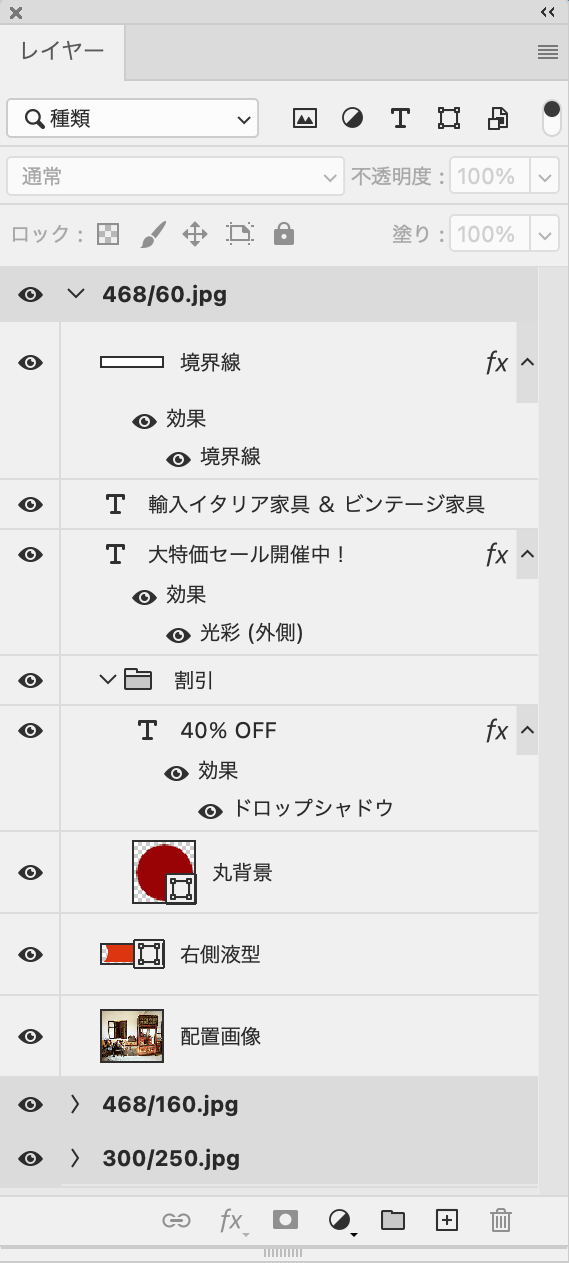 レイヤー
種類
通常 不透明度： 100%
ロック： 塗り： 100%
468/60.jpg
境界線 fx
効果
境界線
T 輸入イタリア家具 & ビンテージ家具
T 大特価セール開催中！ fx
効果
光彩 (外側)
割引
T 40% OFF fx
効果
ドロップシャドウ
丸背景
右側液型
配置画像
468/160.jpg
300/250.jpg
fx